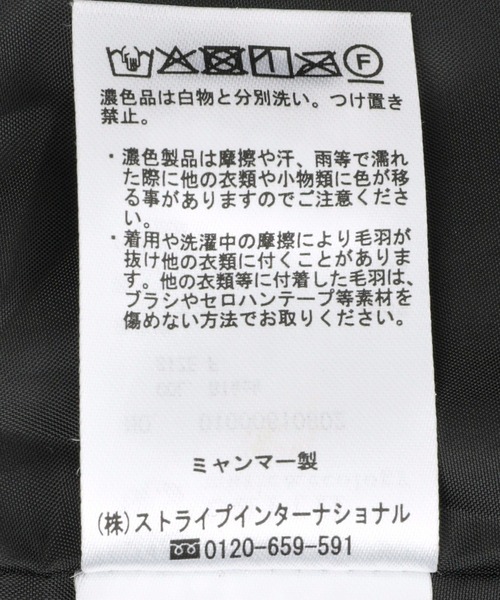 F
濃色品は白物と分別洗い。つけ置き
禁止。
・濃色製品は摩擦や汗、雨等で濡れ
た際に他の衣類や小物類に色が移
る事がありますのでご注意くださ
い。
・着用や洗濯中の摩擦により毛羽が
抜け他の衣類に付くことがありま
す。他の衣類等に付着した毛羽は、
ブラシやセロハンテープ等素材を
傷めない方法でお取りください。
ミャンマー製
(株)ストライプインターナショナル
0120-659-591